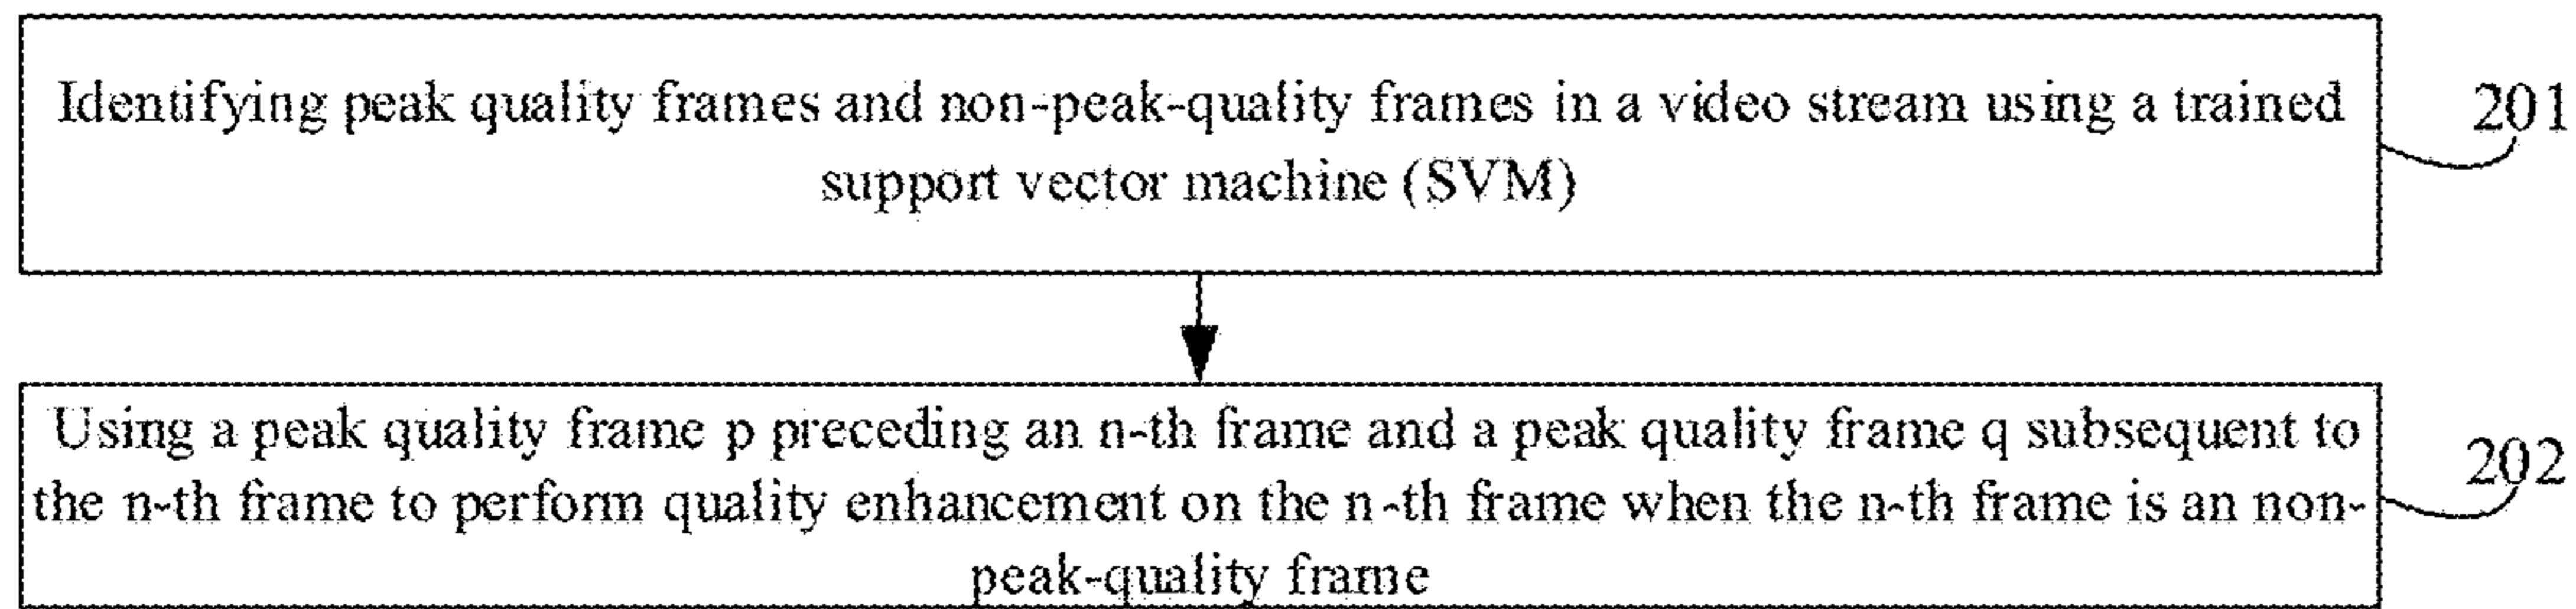 Identifying peak quality frames and non-peak-quality frames in a video stream using a trained
support vector machine (SVM)
201
Using a peak quality frame p preceding an n-th frame and a peak quality frame q subsequent to
the n-th frame to perform quality enhancement on the n-th frame when the n-th frame is an non-
peak-quality frame
202